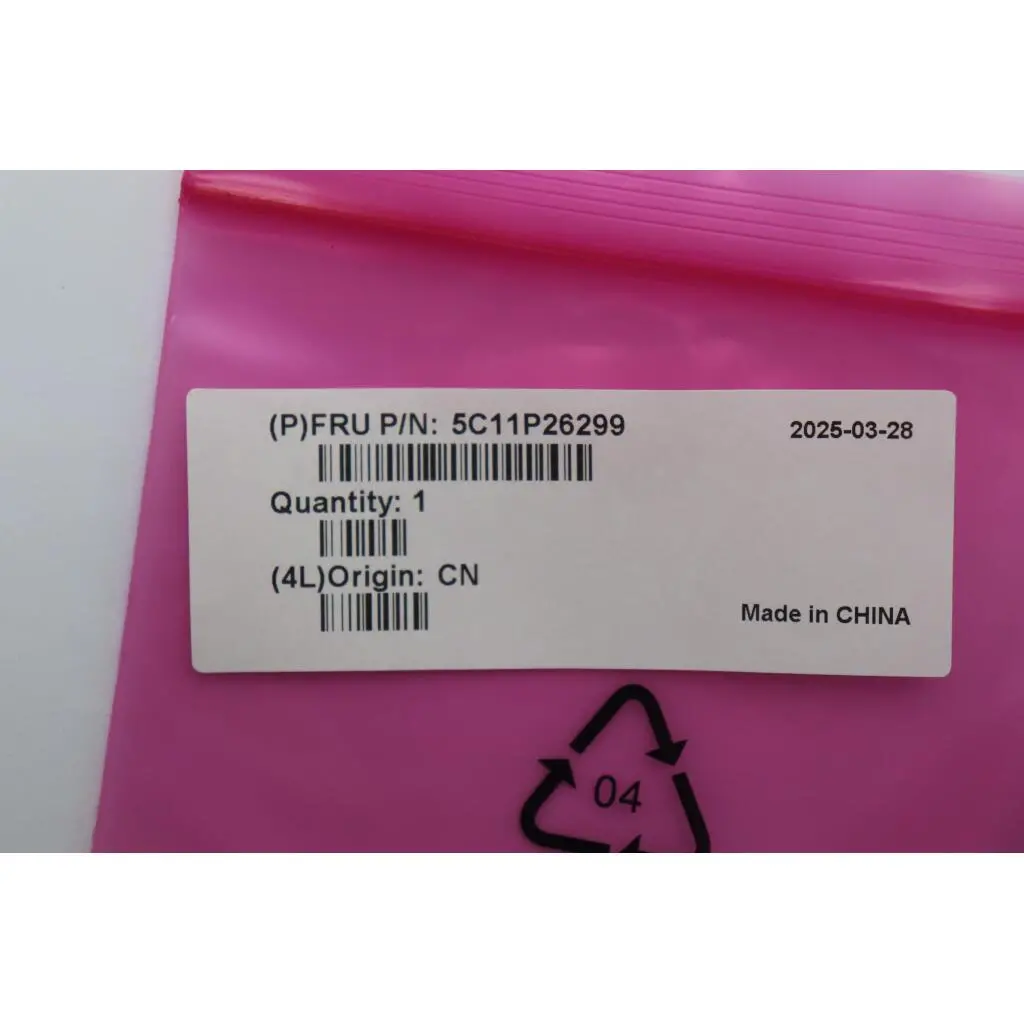 (P)FRU P/N: 5C11P26299
2025-03-28
Quantity: 1
(4L)Origin: CN
Made in CHINA
04